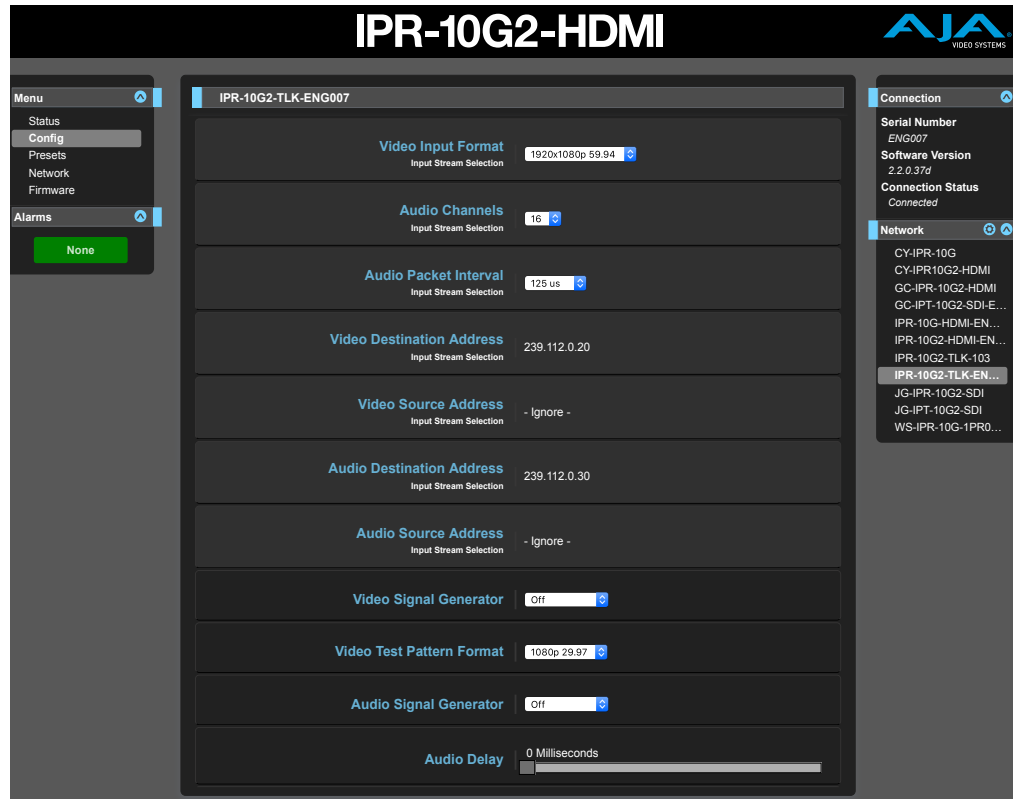 IPR-10G2-HDMI
AJA
VIDEO SYSTEMS
Menu
Status
Config
Presets
Network
Firmware
Alarms
None
IPR-10G2-TLK-ENG007
Video Input Format
Input Stream Selection
1920x1080p 59.94
Audio Channels
Input Stream Selection
16
Audio Packet Interval
Input Stream Selection
125 us
Video Destination Address
Input Stream Selection
239.112.0.20
Video Source Address
Input Stream Selection
- Ignore -
Audio Destination Address
Input Stream Selection
239.112.0.30
Audio Source Address
Input Stream Selection
- Ignore -
Video Signal Generator
Off
Video Test Pattern Format
1080p 29.97
Audio Signal Generator
Off
Audio Delay
0 Milliseconds
Connection
Serial Number
ENG007
Software Version
2.2.0.37d
Connection Status
Connected
Network
CY-IPR-10G
CY-IPR10G2-HDMI
GC-IPR-10G2-HDMI
GC-IPT-10G2-SDI-E...
IPR-10G-HDMI-EN...
IPR-10G2-HDMI-EN...
IPR-10G2-TLK-103
IPR-10G2-TLK-EN...
JG-IPR-10G2-SDI
JG-IPT-10G2-SDI
WS-IPR-10G-1PR0...